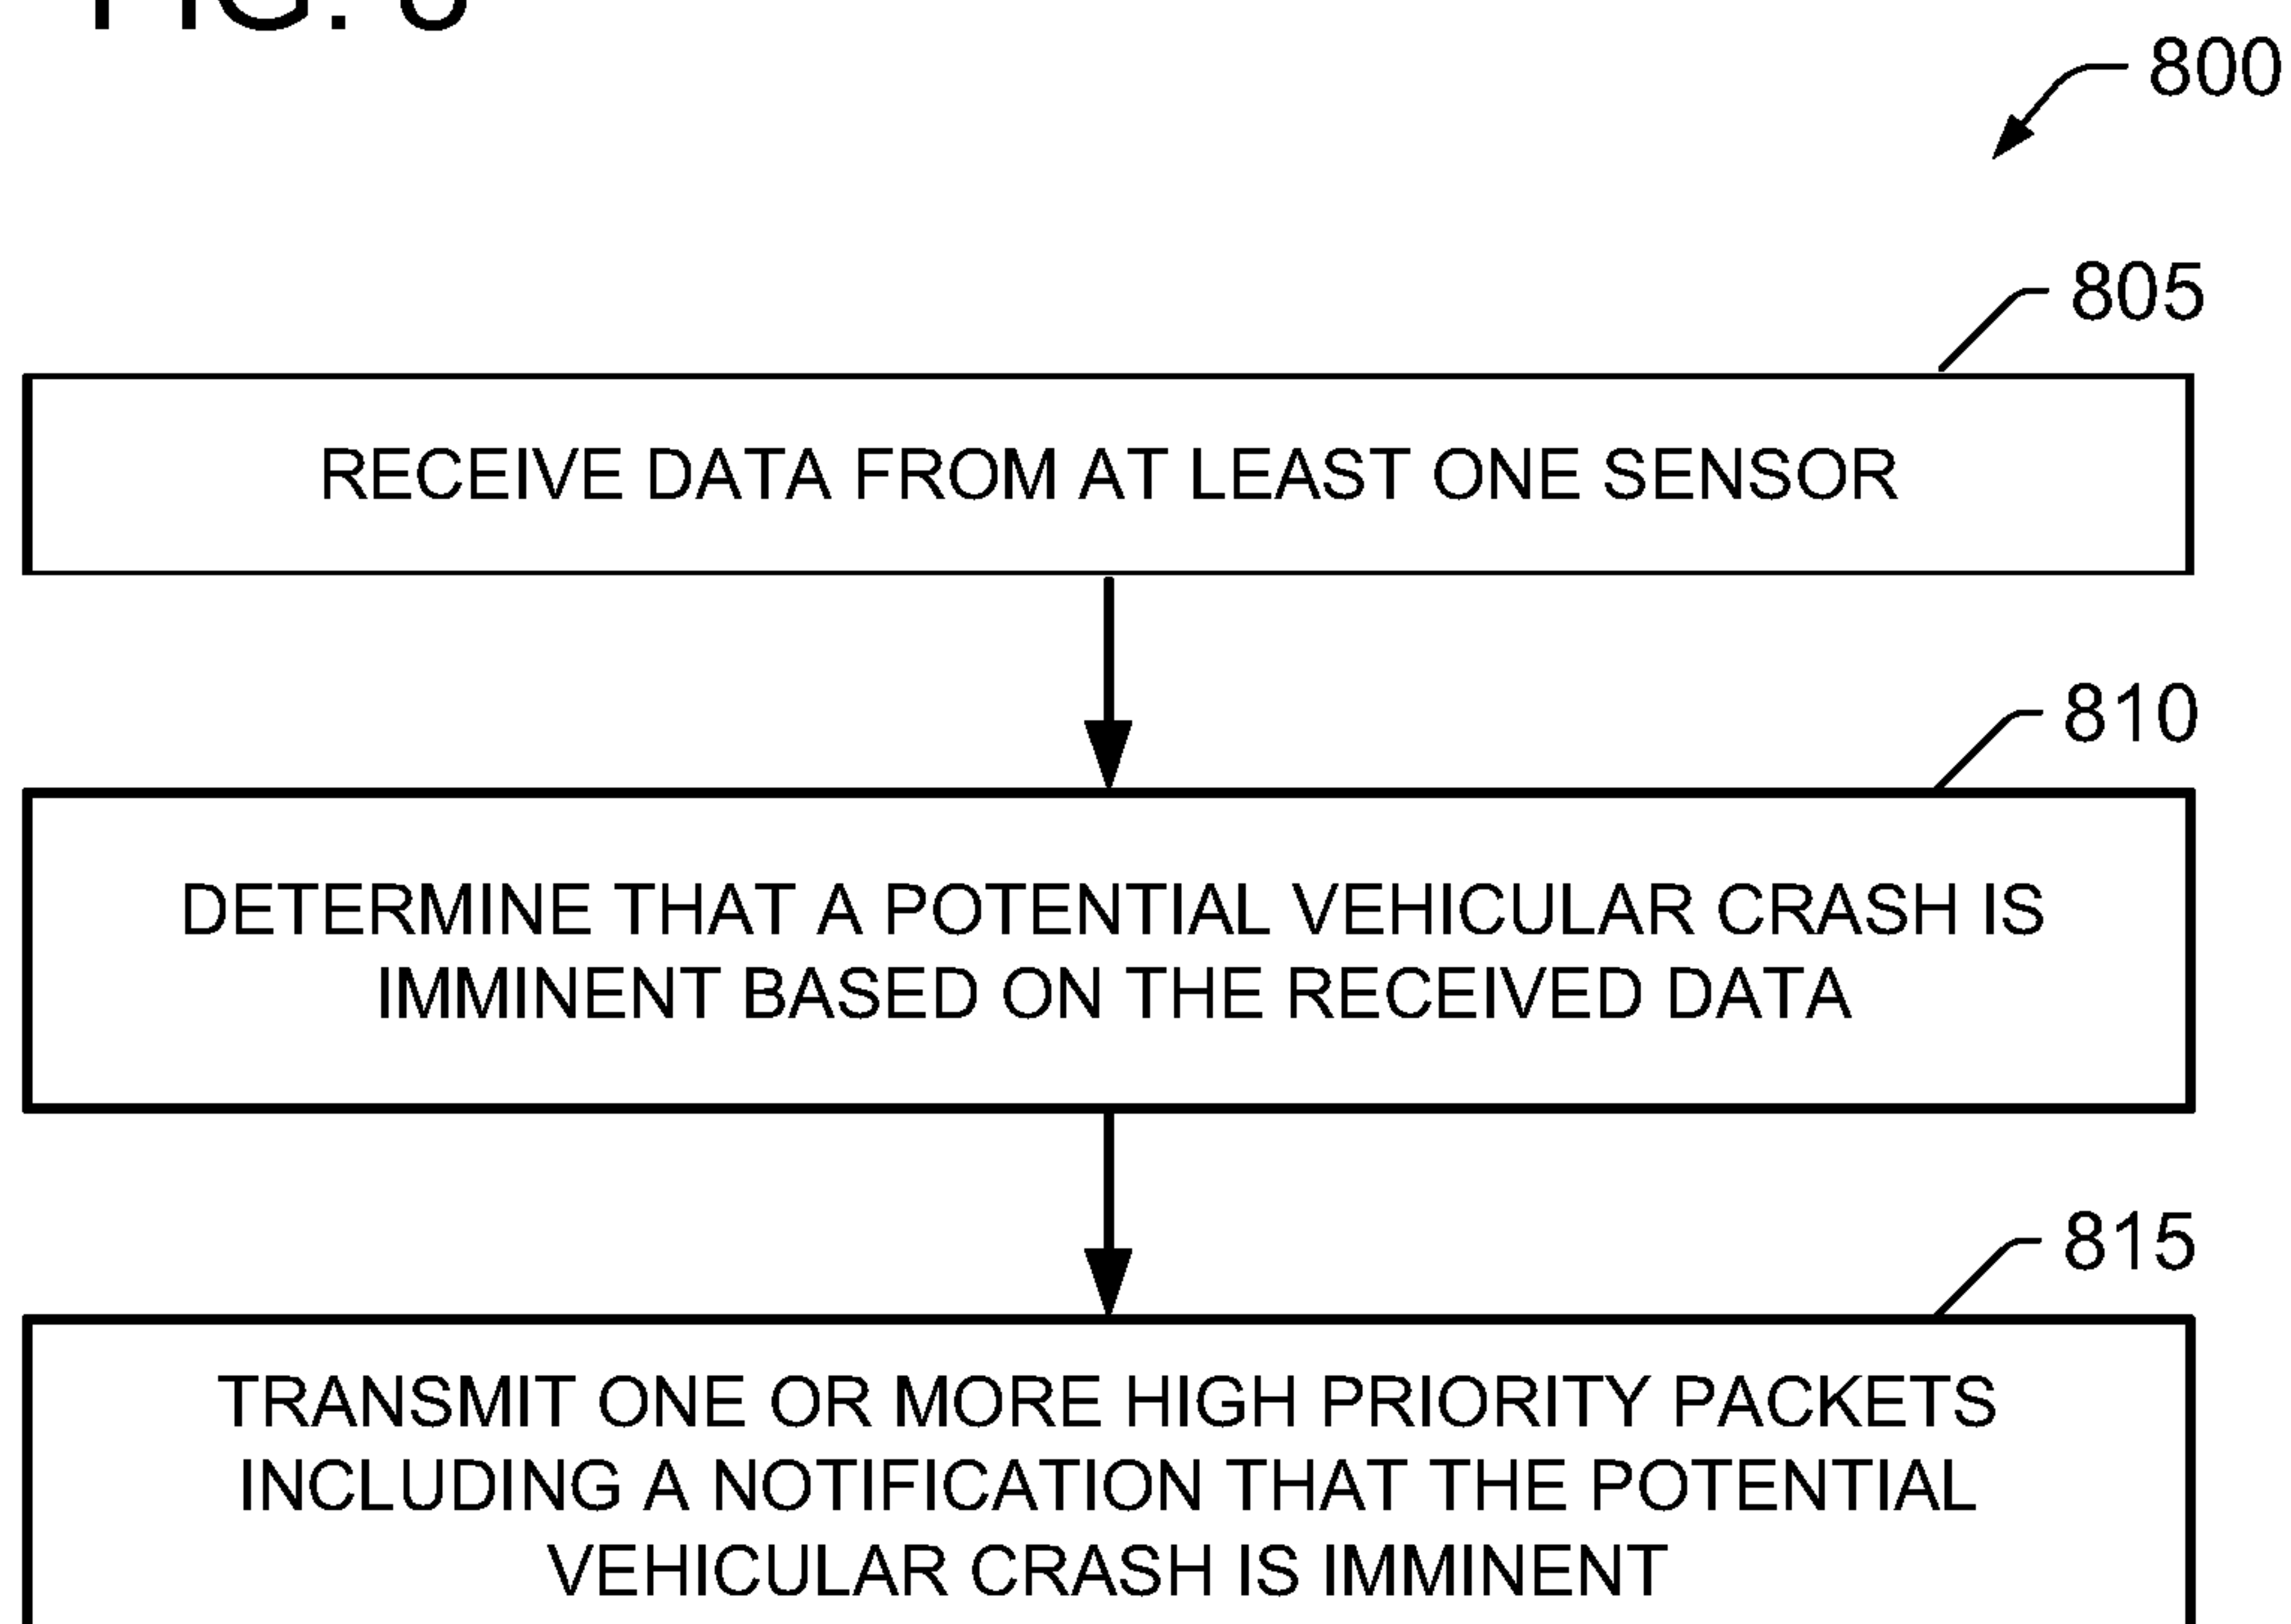 FIG. 8
800
805
RECEIVE DATA FROM AT LEAST ONE SENSOR
810
DETERMINE THAT A POTENTIAL VEHICULAR CRASH IS
IMMINENT BASED ON THE RECEIVED DATA
815
TRANSMIT ONE OR MORE HIGH PRIORITY PACKETS
INCLUDING A NOTIFICATION THAT THE POTENTIAL
VEHICULAR CRASH IS IMMINENT